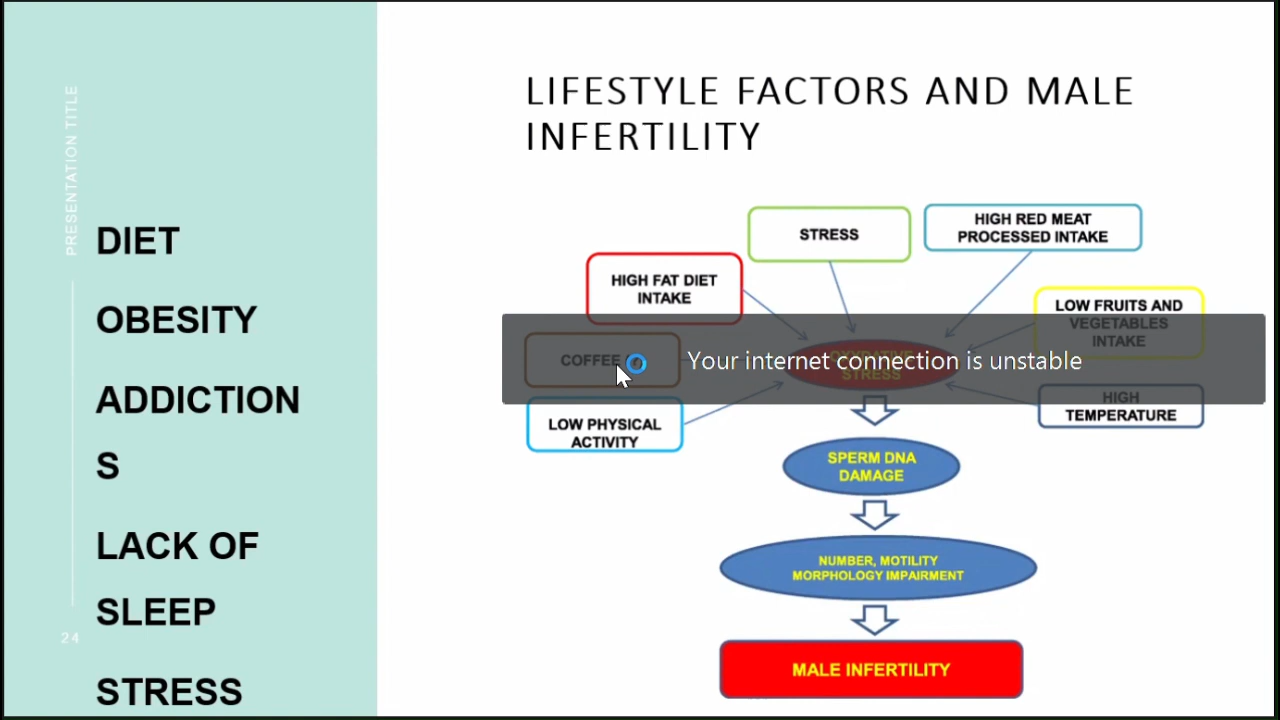 PRESENTATION TITLE
DIET
OBESITY
ADDICTION
S
LACK OF
SLEEP
STRESS
24
LIFESTYLE FACTORS AND MALE
INFERTILITY
STRESS
HIGH RED MEAT
PROCESSED INTAKE
HIGH FAT DIET
INTAKE
LOW FRUITS AND
VEGETABLES
INTAKE
COFFEE
Your internet connection is unstable
STRESS
LOW PHYSICAL
ACTIVITY
HIGH
TEMPERATURE
SPERM DNA
DAMAGE
NUMBER, MOTILITY
MORPHOLOGY IMPAIRMENT
MALE INFERTILITY